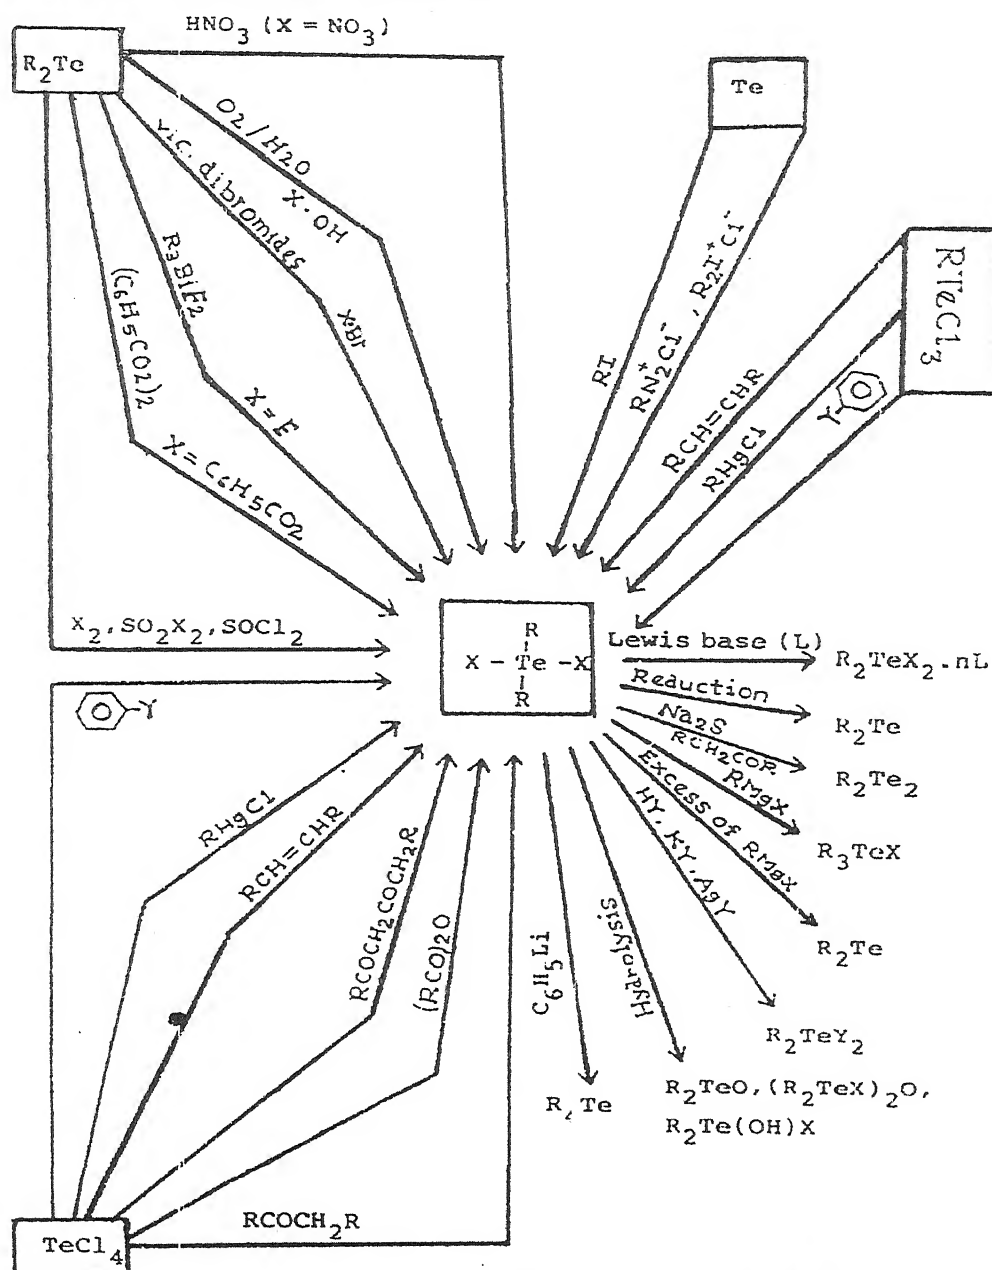 HNO3 (X = NO3)
R2Te
Te
O2/H2O
X·OH
vic. dibromides
X·Br
R3BiF2
X=F
(C6H5CO2)2
X=C6H5CO2
X2,SO2X2,SOCl2
RI
RN2+Cl-, R2I+Cl-
RTeCl3
RCH=CHR
RHgCl
Y-
R
X - Te - X
R
Lewis base (L)
R2TeX2.nL
Reduction
R2Te
Na2S
RCH2COR
R2Te2
RMgX
R3TeX
Excess of RMgX
R2Te
HY, KY, AgY
R2TeY2
Hydrolysis
R2TeO,(R2TeX)2O,
R2Te(OH)X
C6H5Li
-Y
RHgCl
RCH=CHR
RCOCH2COCH2R
(RCO)2O
RCOCH2R
TeCl4